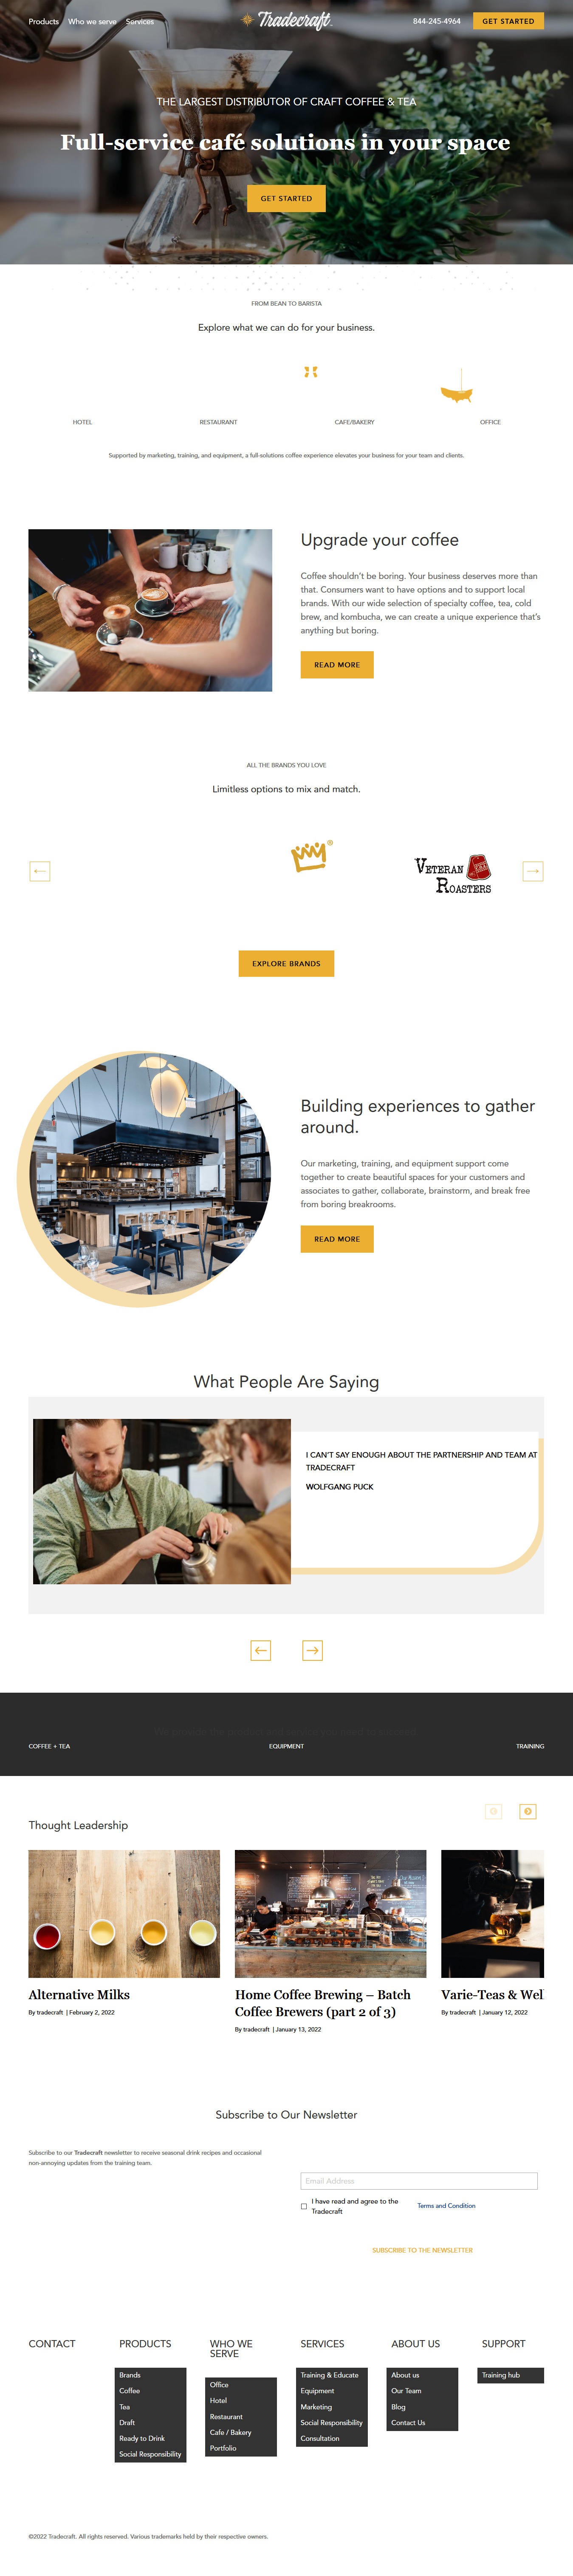 Products Who we serve Services
Tradecraft
844-245-4964
GET STARTED
THE LARGEST DISTRIBUTOR OF CRAFT COFFEE & TEA
Full-service café solutions in your space
GET STARTED
FROM BEAN TO BARISTA
Explore what we can do for your business.
HOTEL
RESTAURANT
CAFE/BAKERY
OFFICE
Supported by marketing, training, and equipment, a full-solutions coffee experience elevates your business for your team and clients.
Upgrade your coffee
Coffee shouldn't be boring. Your business deserves more than
that. Consumers want to have options and to support local
brands. With our wide selection of specialty coffee, tea, cold
brew, and kombucha, we can create a unique experience that's
anything but boring.
READ MORE
ALL THE BRANDS YOU LOVE
Limitless options to mix and match.
VETERAN
ROASTERS
EXPLORE BRANDS
Building experiences to gather
around.
Our marketing, training, and equipment support come
together to create beautiful spaces for your customers and
associates to gather, collaborate, brainstorm, and break free
from boring breakrooms.
READ MORE
What People Are Saying
I CAN'T SAY ENOUGH ABOUT THE PARTNERSHIP AND TEAM AT
TRADECRAFT
WOLFGANG PUCK
COFFEE + TEA
EQUIPMENT
TRAINING
Thought Leadership
Alternative Milks
By tradecraft | February 2, 2022
Home Coffee Brewing – Batch
Coffee Brewers (part 2 of 3)
By tradecraft | January 13, 2022
Varie-Teas & Wel
By tradecraft | January 12, 2022
Subscribe to Our Newsletter
Subscribe to our Tradecraft newsletter to receive seasonal drink recipes and occasional
non-annoying updates from the training team.
Email Address
I have read and agree to the
Tradecraft
Terms and Condition
SUBSCRIBE TO THE NEWSLETTER
CONTACT
PRODUCTS
Brands
Coffee
Tea
Draft
Ready to Drink
Social Responsibility
WHO WE
SERVE
Office
Hotel
Restaurant
Cafe / Bakery
Portfolio
SERVICES
Training & Educate
Equipment
Marketing
Social Responsibility
Consultation
ABOUT US
About us
Our Team
Blog
Contact Us
SUPPORT
Training hub
©2022 Tradecraft. All rights reserved. Various trademarks held by their respective owners.